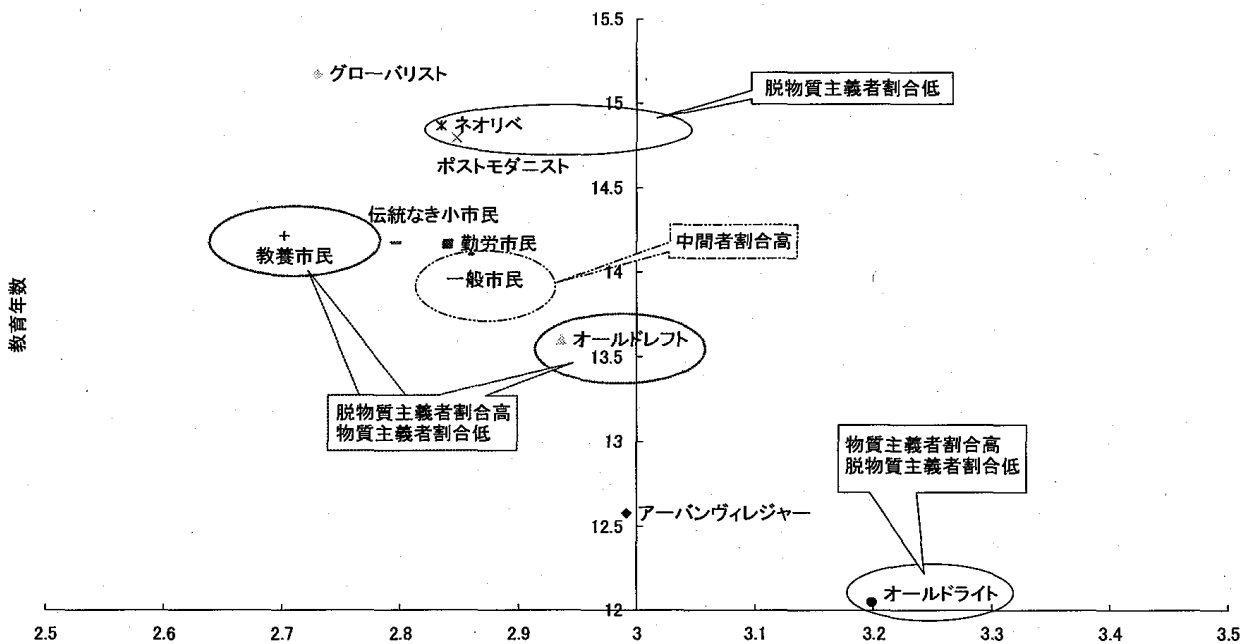 15.5
グローバリスト
脱物質主義者割合低
15
ネオリベ
ポストモダニスト
14.5
伝統なき小市民
教養市民
勤労市民
中間者割合高
14
一般市民
教育年数
オールドレフト
13.5
脱物質主義者割合高
物質主義者割合低
13
物質主義者割合高
脱物質主義者割合低
アーバンヴィレジャー
12.5
オールドライト
12
2.5 2.6 2.7 2.8 2.9 3 3.1 3.2 3.3 3.4 3.5